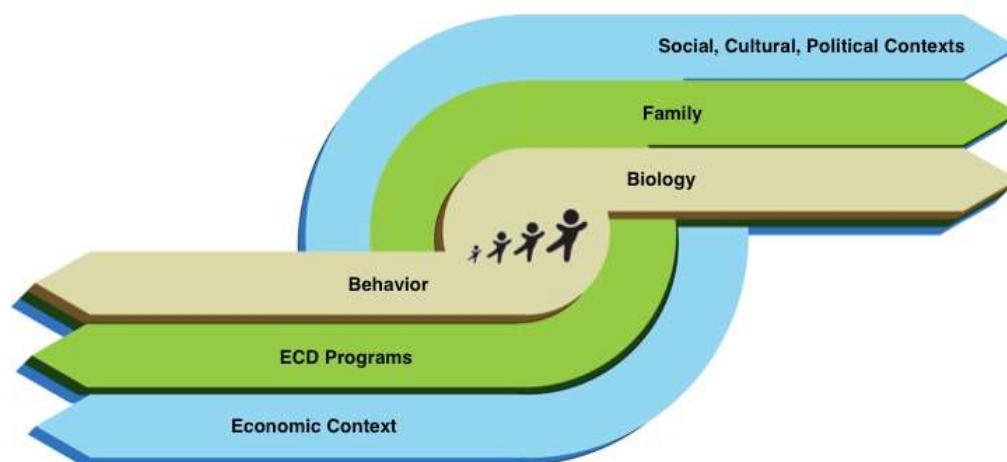 Social, Cultural, Political Contexts
Family
Biology
Behavior
ECD Programs
Economic Context